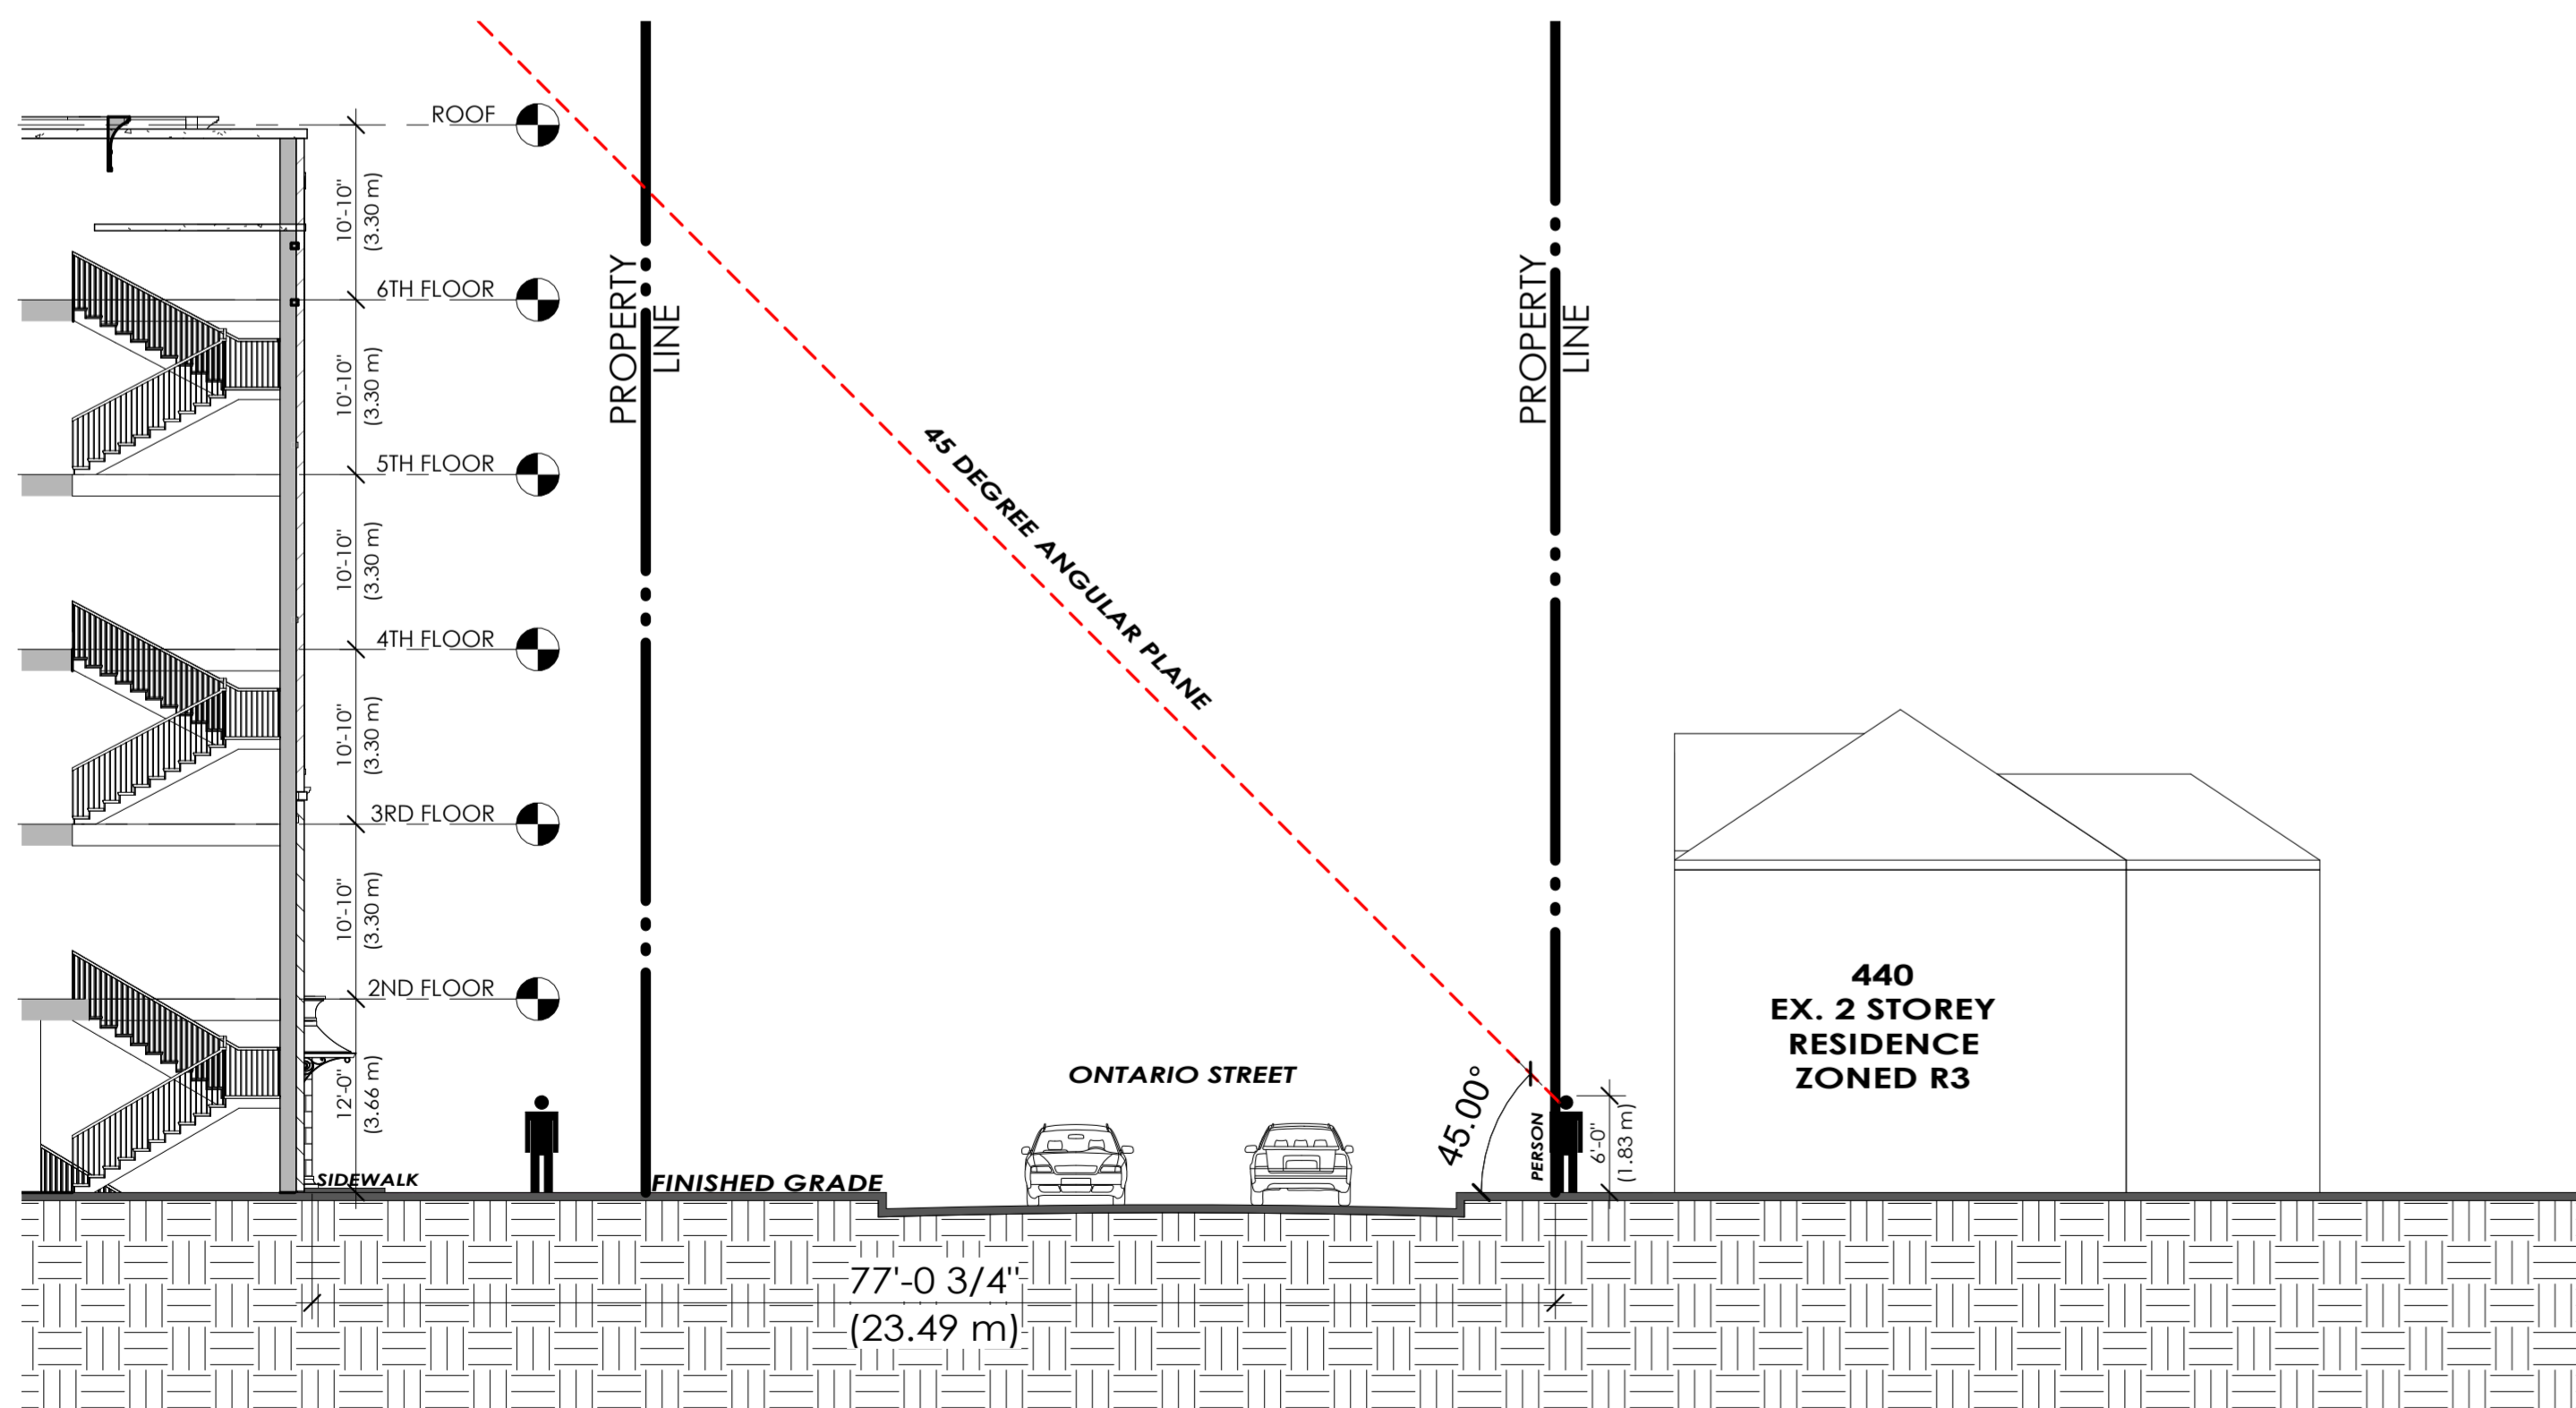 ROOF
10'-10"
(3.30 m)
6TH FLOOR
10'-10"
(3.30 m)
5TH FLOOR
10'-10"
(3.30 m)
4TH FLOOR
10'-10"
(3.30 m)
3RD FLOOR
10'-10"
(3.30 m)
2ND FLOOR
12'-0"
(3.66 m)
SIDEWALK
PROPERTY
LINE
FINISHED GRADE
45 DEGREE ANGULAR PLANE
ONTARIO STREET
PROPERTY
LINE
45.00°
PERSON
6'-0"
(1.83 m)
440
EX. 2 STOREY
RESIDENCE
ZONED R3
77'-0 3/4"
(23.49 m)